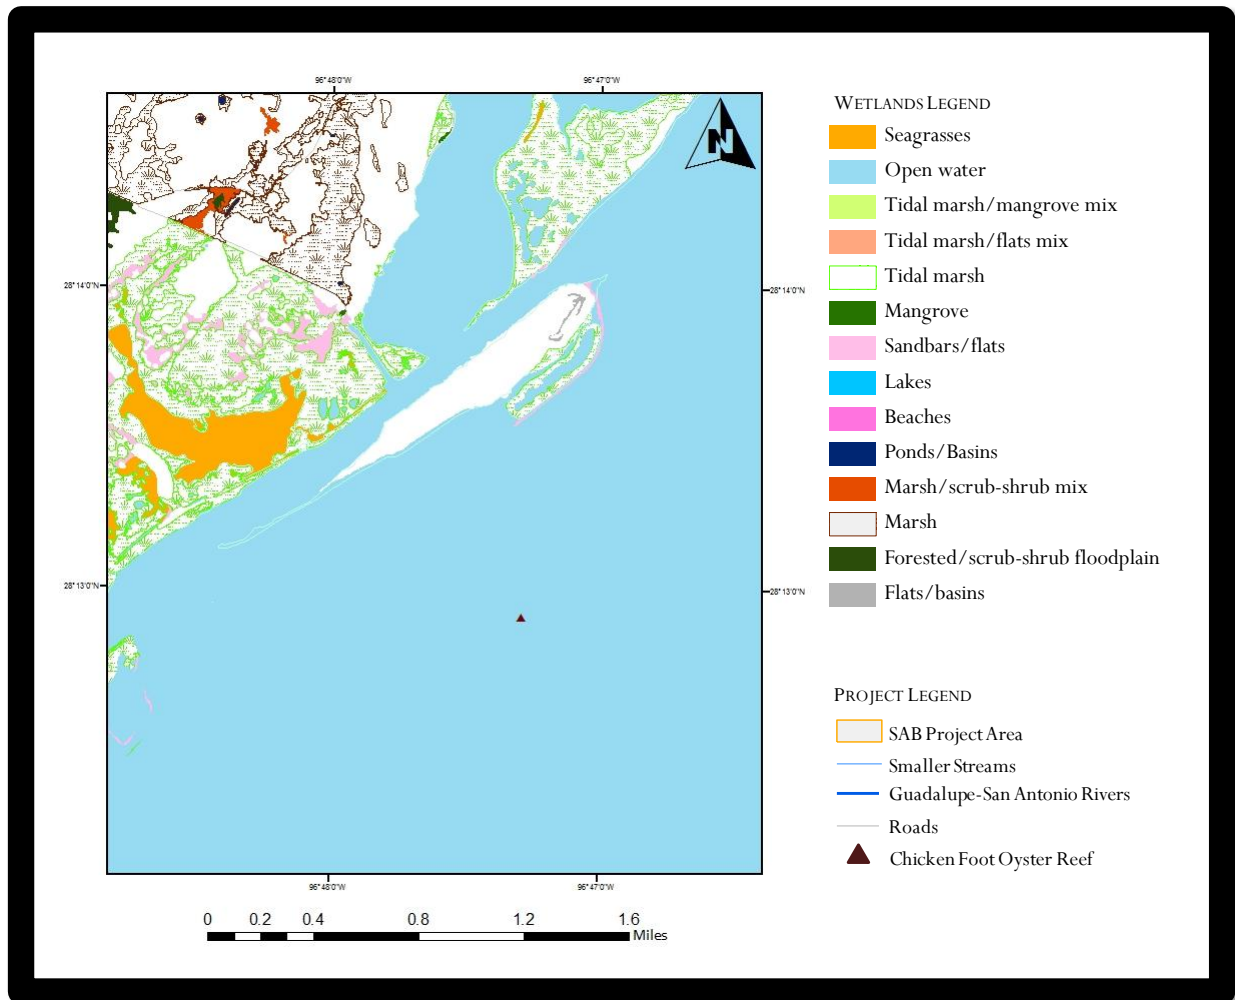 96°48'0"W
96°47'0"W
N
28°14'0"N
28°14'0"N
28°13'0"N
28°13'0"N
96°48'0"W
96°47'0"W
0 0.2 0.4 0.8 1.2 1.6
Miles
WETLANDS LEGEND
Seagrasses
Open water
Tidal marsh/mangrove mix
Tidal marsh/flats mix
Tidal marsh
Mangrove
Sandbars/flats
Lakes
Beaches
Ponds/Basins
Marsh/scrub-shrub mix
Marsh
Forested/scrub-shrub floodplain
Flats/basins
PROJECT LEGEND
SAB Project Area
Smaller Streams
Guadalupe-San Antonio Rivers
Roads
Chicken Foot Oyster Reef